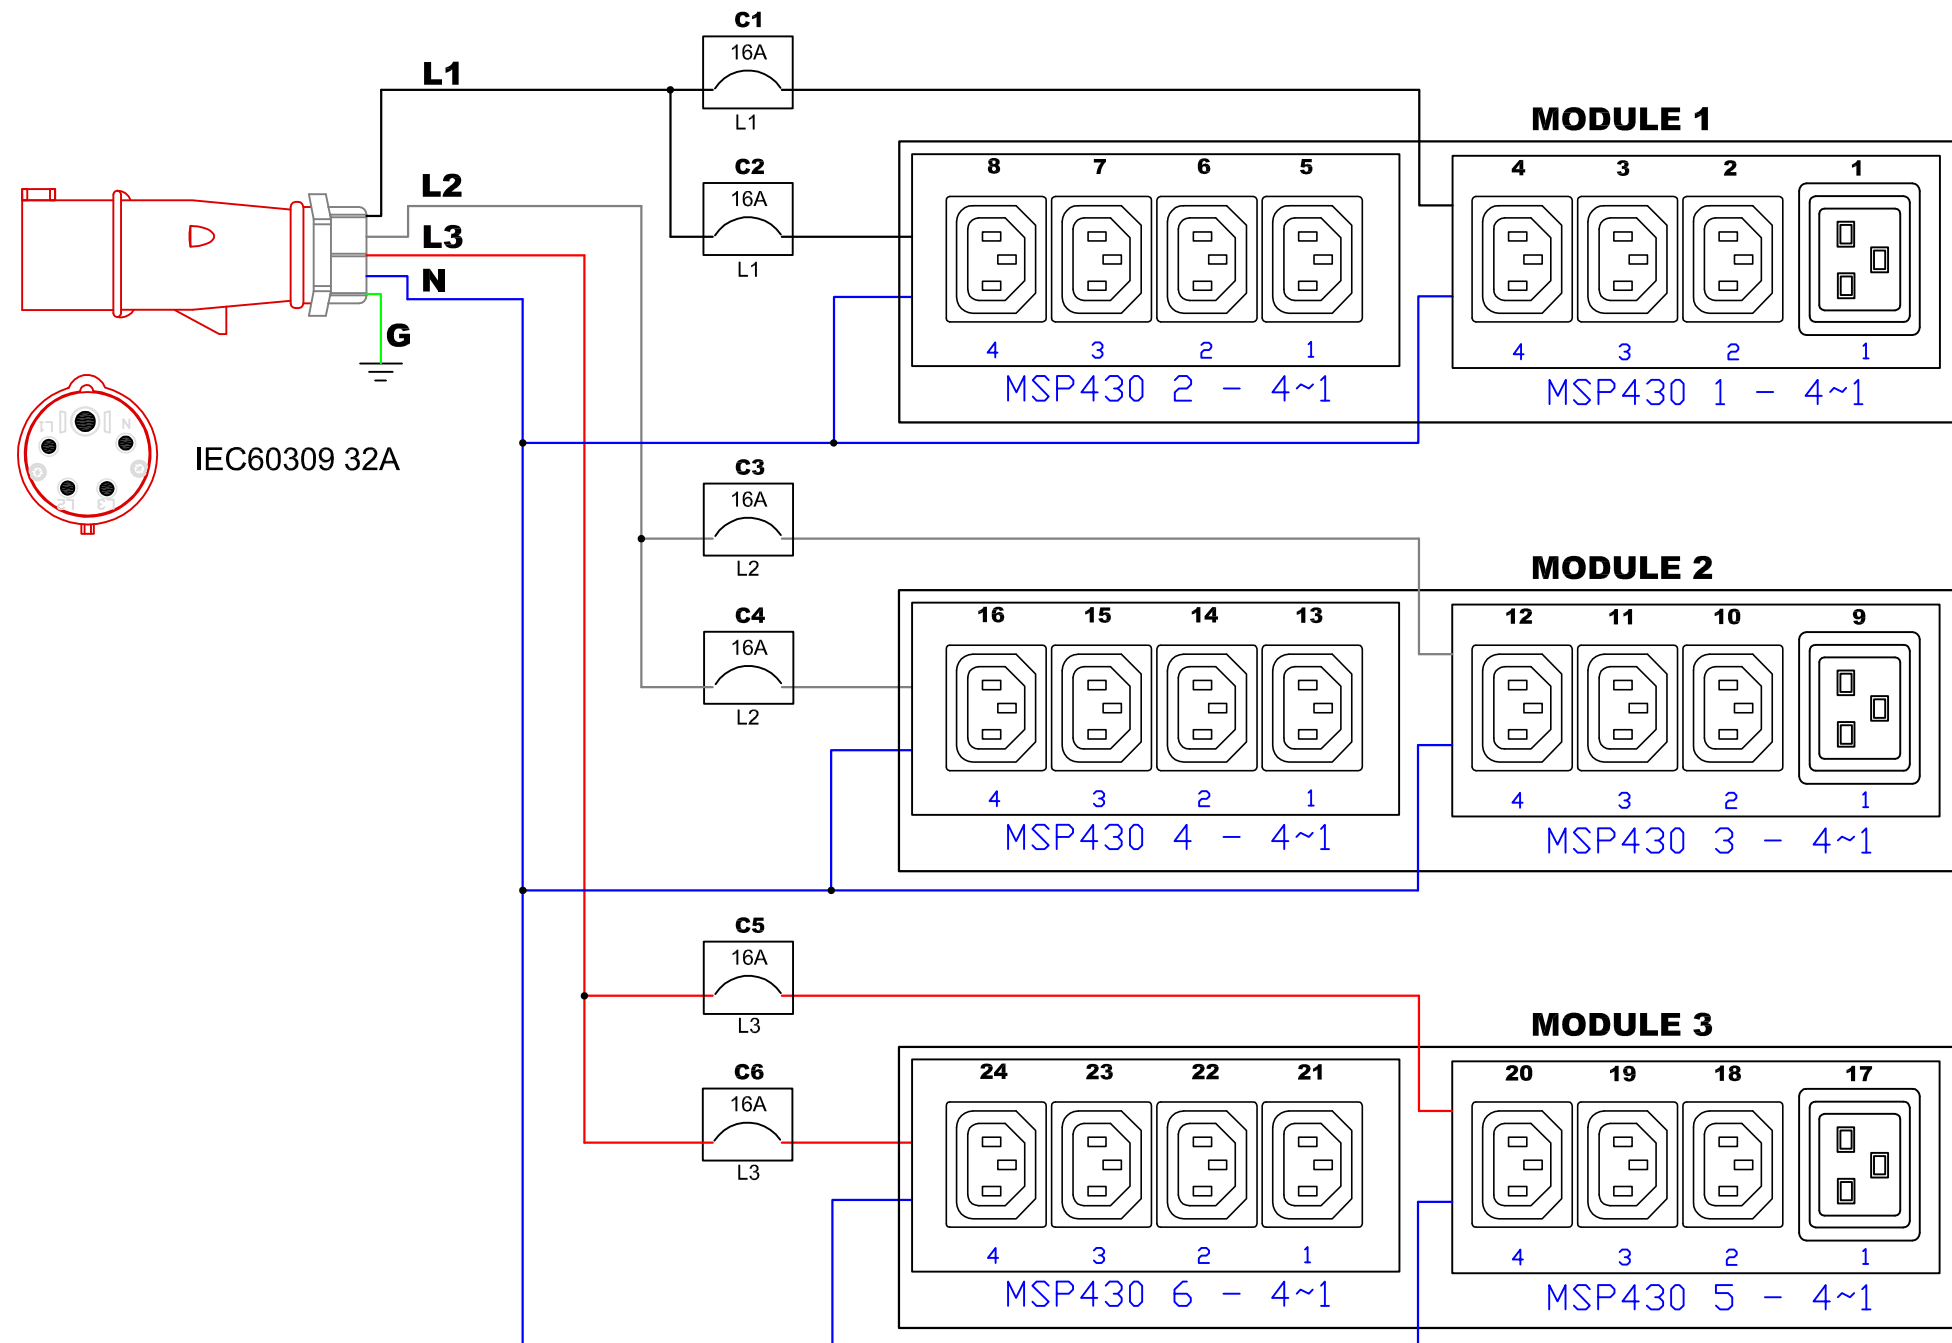 C1
16A
L1
L1
MODULE 1
C2
16A
L1
8 7 6 5
4 3 2 1
L2
L3
N
G
4 3 2 1
4 3 2 1
MSP430 2 - 4~1
MSP430 1 - 4~1
L1 N
L2 L3
IEC60309 32A
C3
16A
L2
MODULE 2
C4
16A
L2
16 15 14 13
12 11 10 9
4 3 2 1
4 3 2 1
MSP430 4 - 4~1
MSP430 3 - 4~1
C5
16A
L3
MODULE 3
C6
16A
L3
24 23 22 21
20 19 18 17
4 3 2 1
4 3 2 1
MSP430 6 - 4~1
MSP430 5 - 4~1